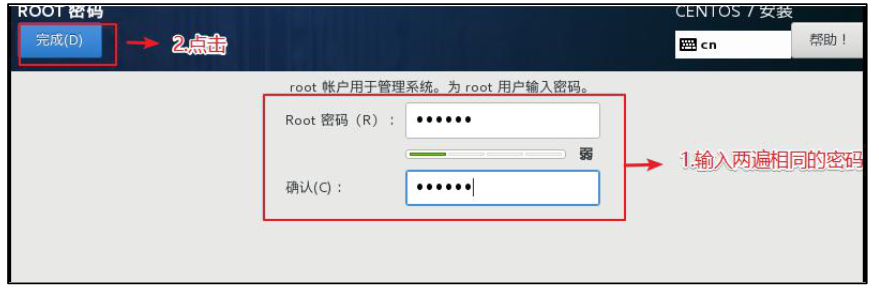 ROOT 密码
CENTOS 7 安装
完成(D)
2.点击
cn
帮助！
root 帐户用于管理系统。为 root 用户输入密码。
Root 密码（R）：
••••••
弱
1.输入两遍相同的密码
确认(C)：
••••••